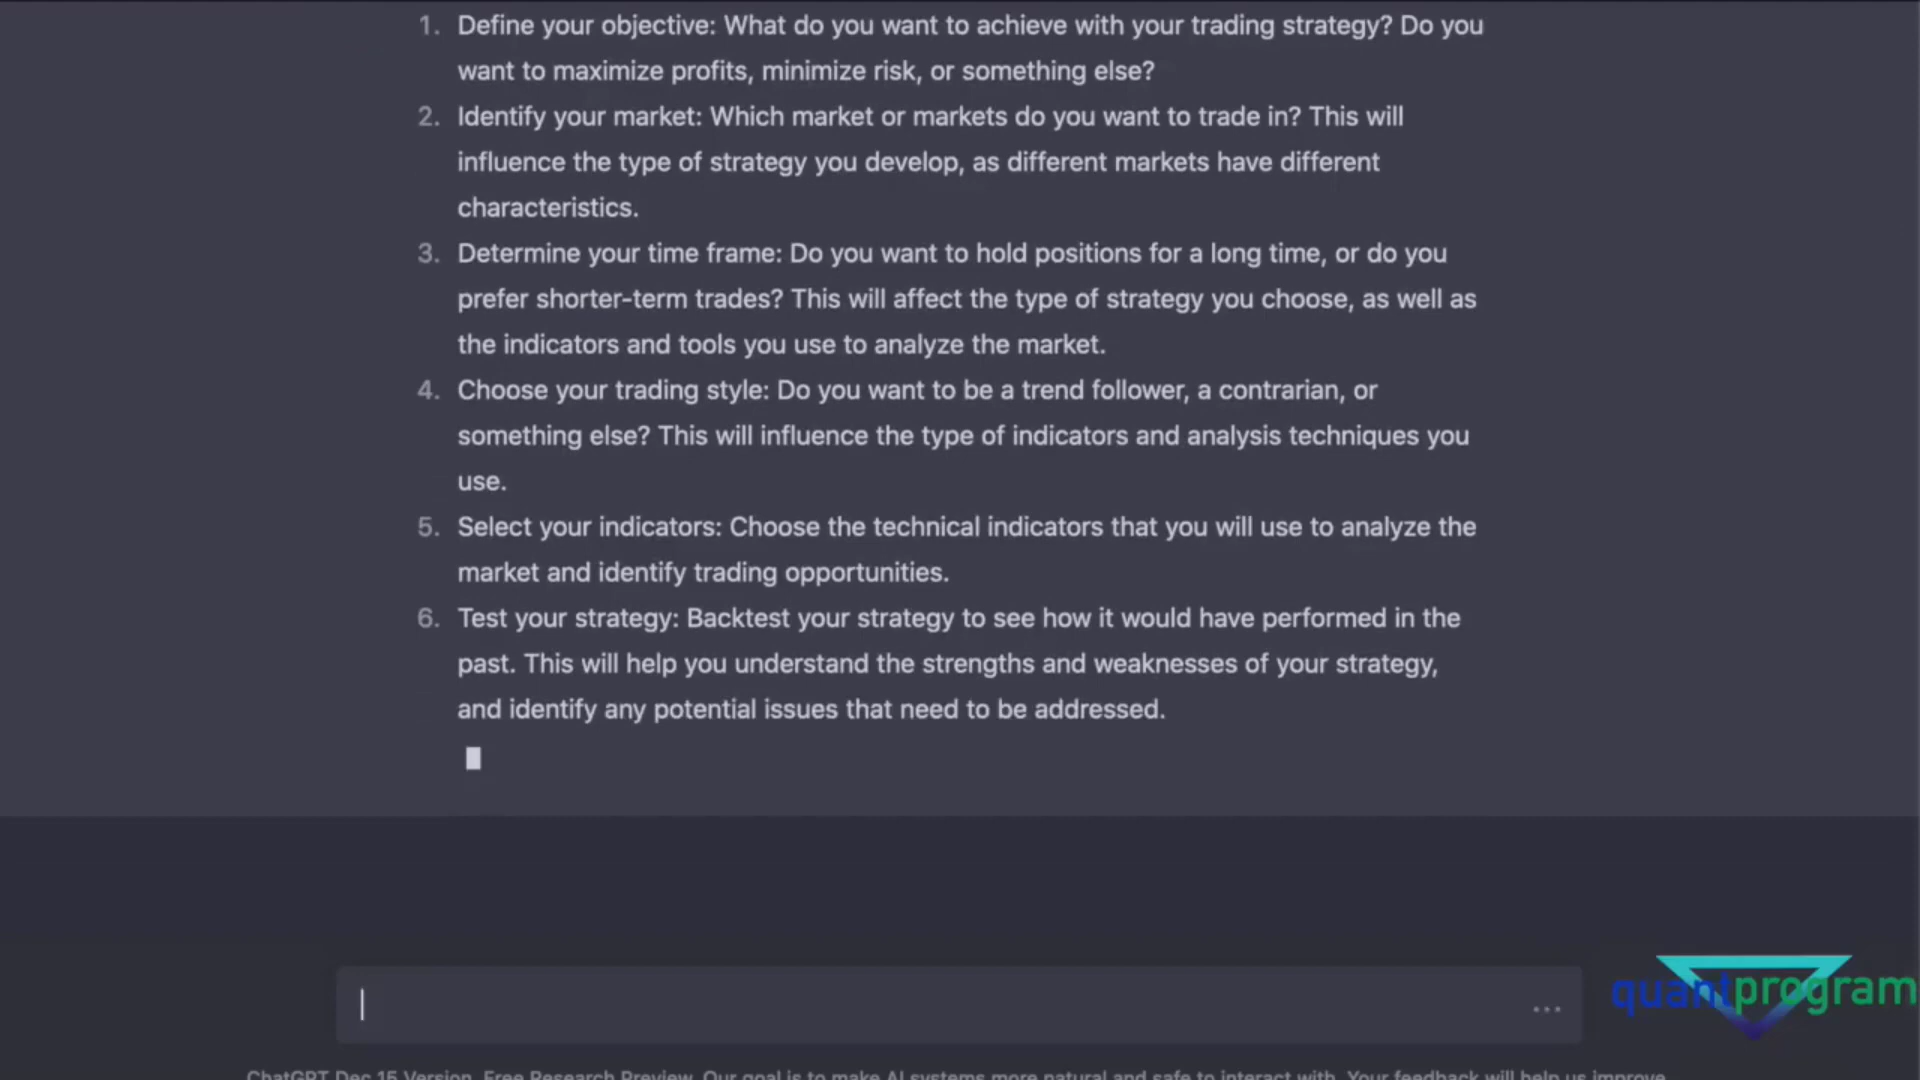 1. Define your objective: What do you want to achieve with your trading strategy? Do you
want to maximize profits, minimize risk, or something else?
2. Identify your market: Which market or markets do you want to trade in? This will
influence the type of strategy you develop, as different markets have different
characteristics.
3. Determine your time frame: Do you want to hold positions for a long time, or do you
prefer shorter-term trades? This will affect the type of strategy you choose, as well as
the indicators and tools you use to analyze the market.
4. Choose your trading style: Do you want to be a trend follower, a contrarian, or
something else? This will influence the type of indicators and analysis techniques you
use.
5. Select your indicators: Choose the technical indicators that you will use to analyze the
market and identify trading opportunities.
6. Test your strategy: Backtest your strategy to see how it would have performed in the
past. This will help you understand the strengths and weaknesses of your strategy,
and identify any potential issues that need to be addressed.
...
quantprogram
ChatGPT Dec 15 Version. Free Research Preview. Our goal is to make AI systems more natural and safe to interact with. Your feedback will help us improve.